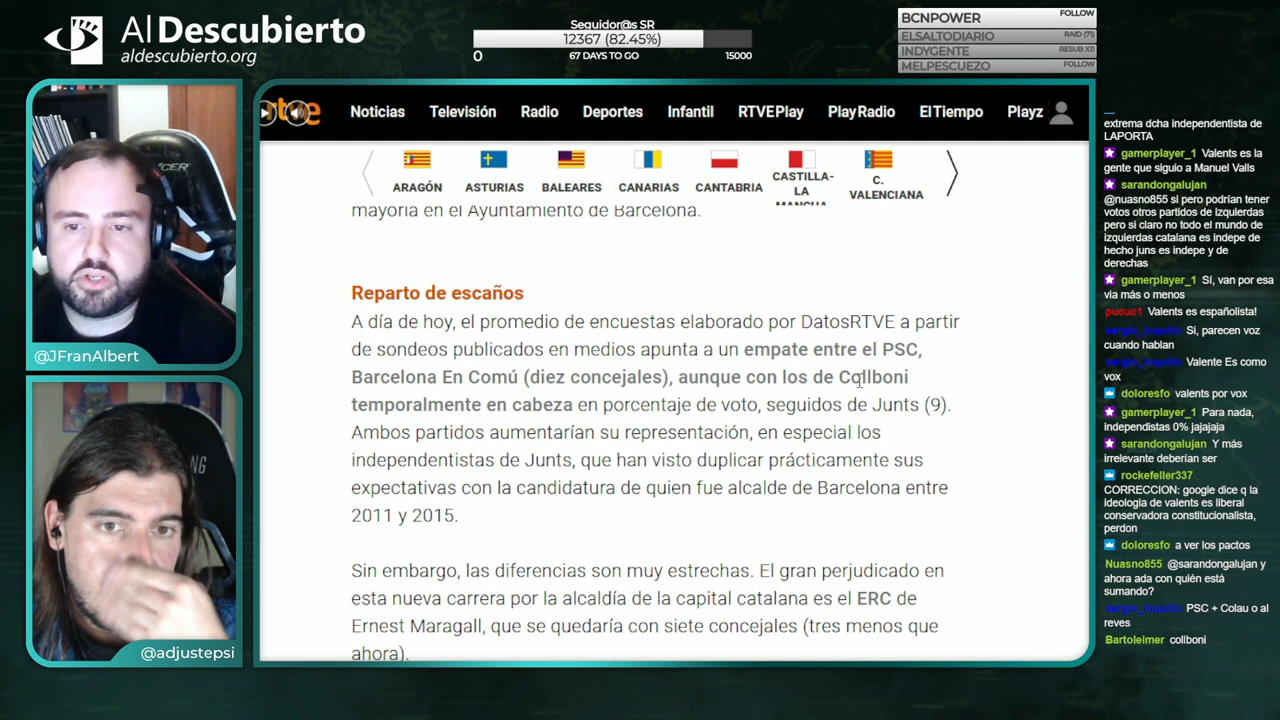 Al Descubierto
aldescubierto.org
Seguidor@s SR
12367 (82.45%)
0
67 DAYS TO GO
15000
BCNPOWER
FOLLOW
ELSALTODIARIO
RAID (71)
INDYGENTE
RESUB X11
MELPESCUEZO
FOLLOW
@JFranAlbert
@adjustepsi
rtve
Noticias
Televisión
Radio
Deportes
Infantil
RTVEPlay
PlayRadio
ElTiempo
Playz
ARAGÓN
ASTURIAS
BALEARES
CANARIAS
CANTABRIA
CASTILLA-
LA
MANCHA
C.
VALENCIANA
mayoría en el Ayuntamiento de Barcelona.
Reparto de escaños
A día de hoy, el promedio de encuestas elaborado por DatosRTVE a partir
de sondeos publicados en medios apunta a un empate entre el PSC,
Barcelona En Comú (diez concejales), aunque con los de Collboni
temporalmente en cabeza en porcentaje de voto, seguidos de Junts (9).
Ambos partidos aumentarían su representación, en especial los
independentistas de Junts, que han visto duplicar prácticamente sus
expectativas con la candidatura de quien fue alcalde de Barcelona entre
2011 y 2015.
Sin embargo, las diferencias son muy estrechas. El gran perjudicado en
esta nueva carrera por la alcaldía de la capital catalana es el ERC de
Ernest Maragall, que se quedaría con siete concejales (tres menos que
ahora).
extrema dcha independentista de
LAPORTA
gamerplayer_1 Valents es la
gente que siguio a Manuel Valls
sarandongalujan
@nuasno855 si pero podrían tener
votos otros partidos de izquierdas
pero si claro no todo el mundo de
izquierdas catalana es indepe de
hecho juns es indepe y de
derechas
gamerplayer_1 Sí, van por esa
via más o menos
pucuc1 Valents es españolista!
sergio_loquillo Si, parecen voz
cuando hablan
sergio_loquillo Valente Es como
vox
doloresfo valents por vox
gamerplayer_1 Para nada,
independistas 0% jajajaja
sarandongalujan Y más
irrelevante deberían ser
rockefeller337
CORRECCION: google dice q la
ideologia de valents es liberal
conservadora constitucionalista,
perdon
doloresfo a ver los pactos
Nuasno855 @sarandongalujan y
ahora ada con quién está
sumando?
sergio_loquillo PSC + Colau o al
reves
Bartoleimer collboni